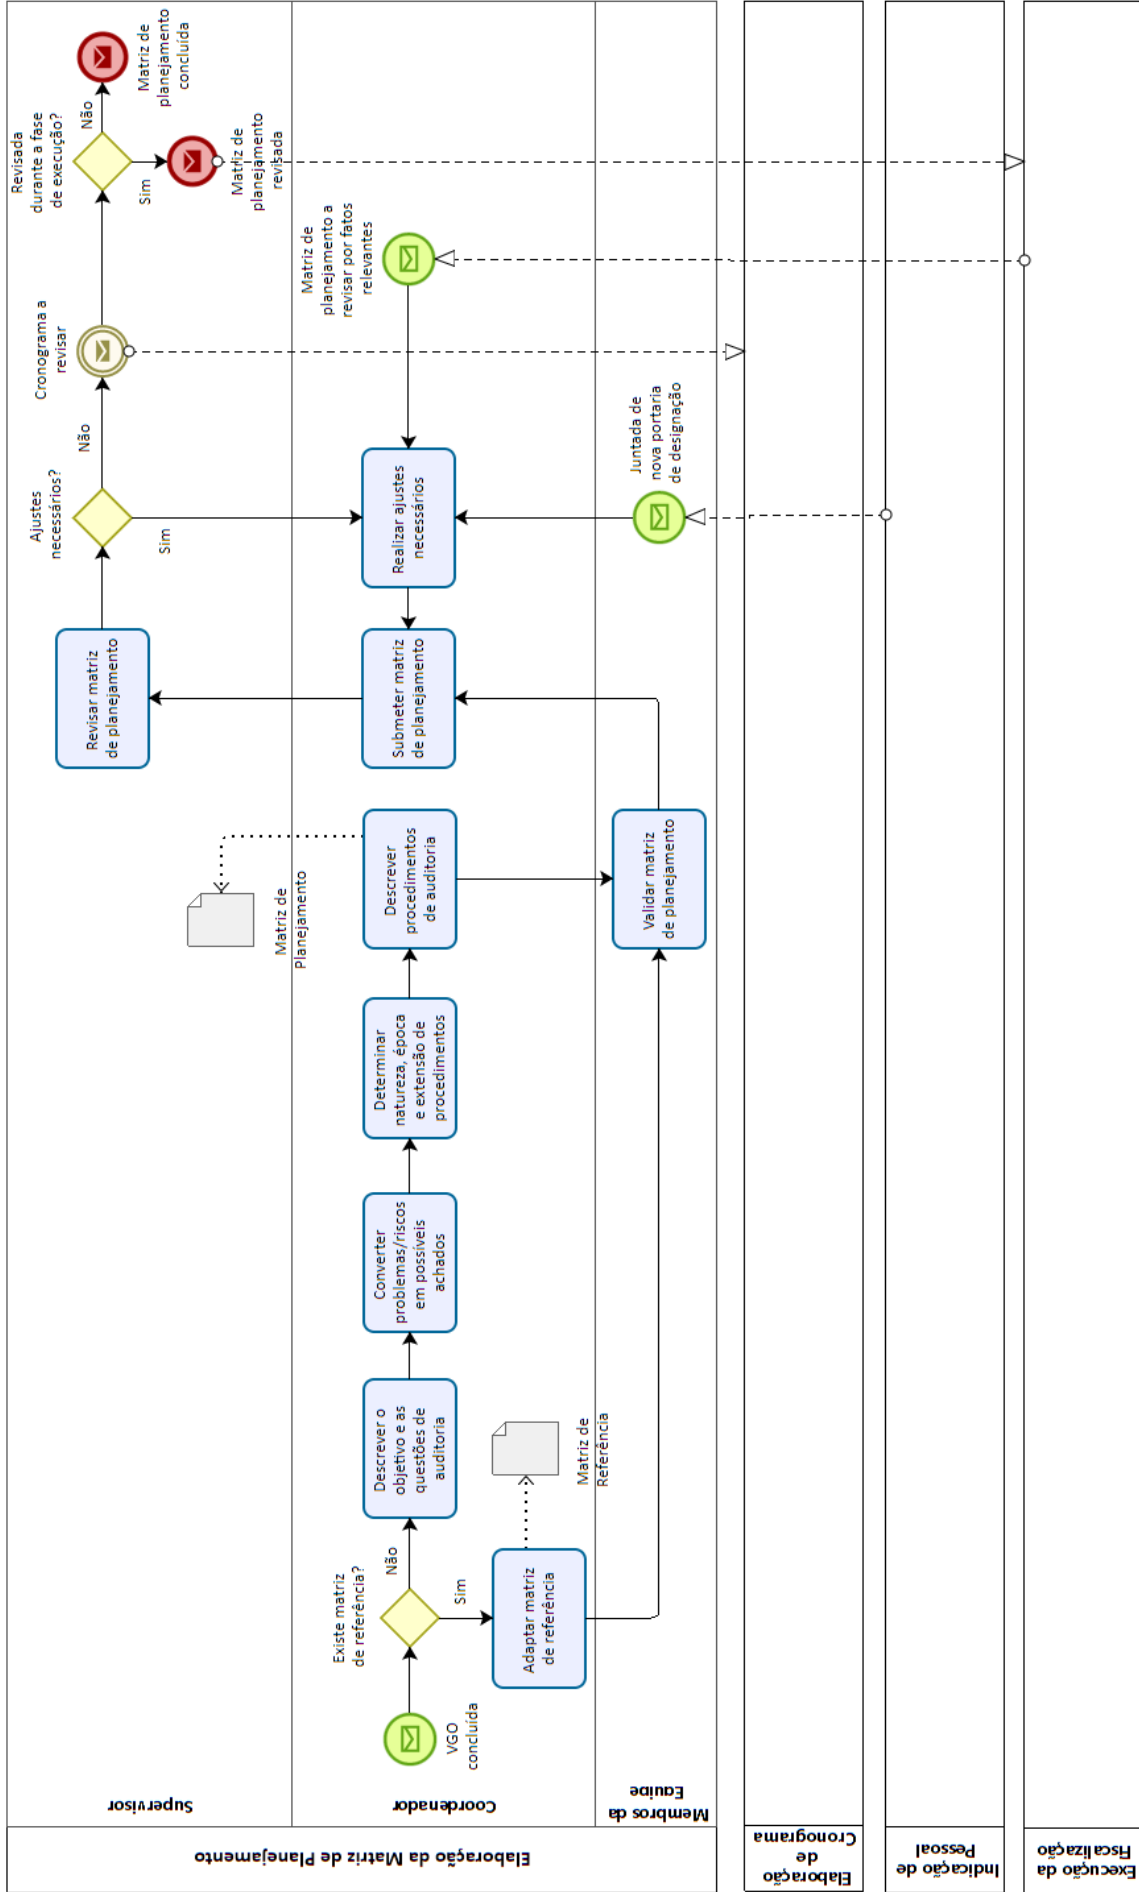 Elaboração da Matriz de Planejamento
Supervisor
Coordenador
Membros da
Equipe
VGO
concluída
Existe matriz
de referência?
Não
Sim
Adaptar matriz
de referência
Matriz de
Referência
Descrever o
objetivo e as
questões de
auditoria
Converter
problemas/riscos
em possíveis
achados
Determinar
natureza, época
e extensão de
procedimentos
Descrever
procedimentos
de auditoria
Matriz de
Planejamento
Validar matriz
de planejamento
Submeter matriz
de planejamento
Revisar matriz
de planejamento
Ajustes
necessários?
Sim
Não
Realizar ajustes
necessários
Juntada de
nova portaria
de designação
Cronograma a
revisar
Matriz de
planejamento a
revisar por fatos
relevantes
Revisada
durante a fase
de execução?
Sim
Não
Matriz de
planejamento
revisada
Matriz de
planejamento
concluída
Elaboração
de
Cronograma
Indicação de
Pessoal
Execução da
Fiscalização